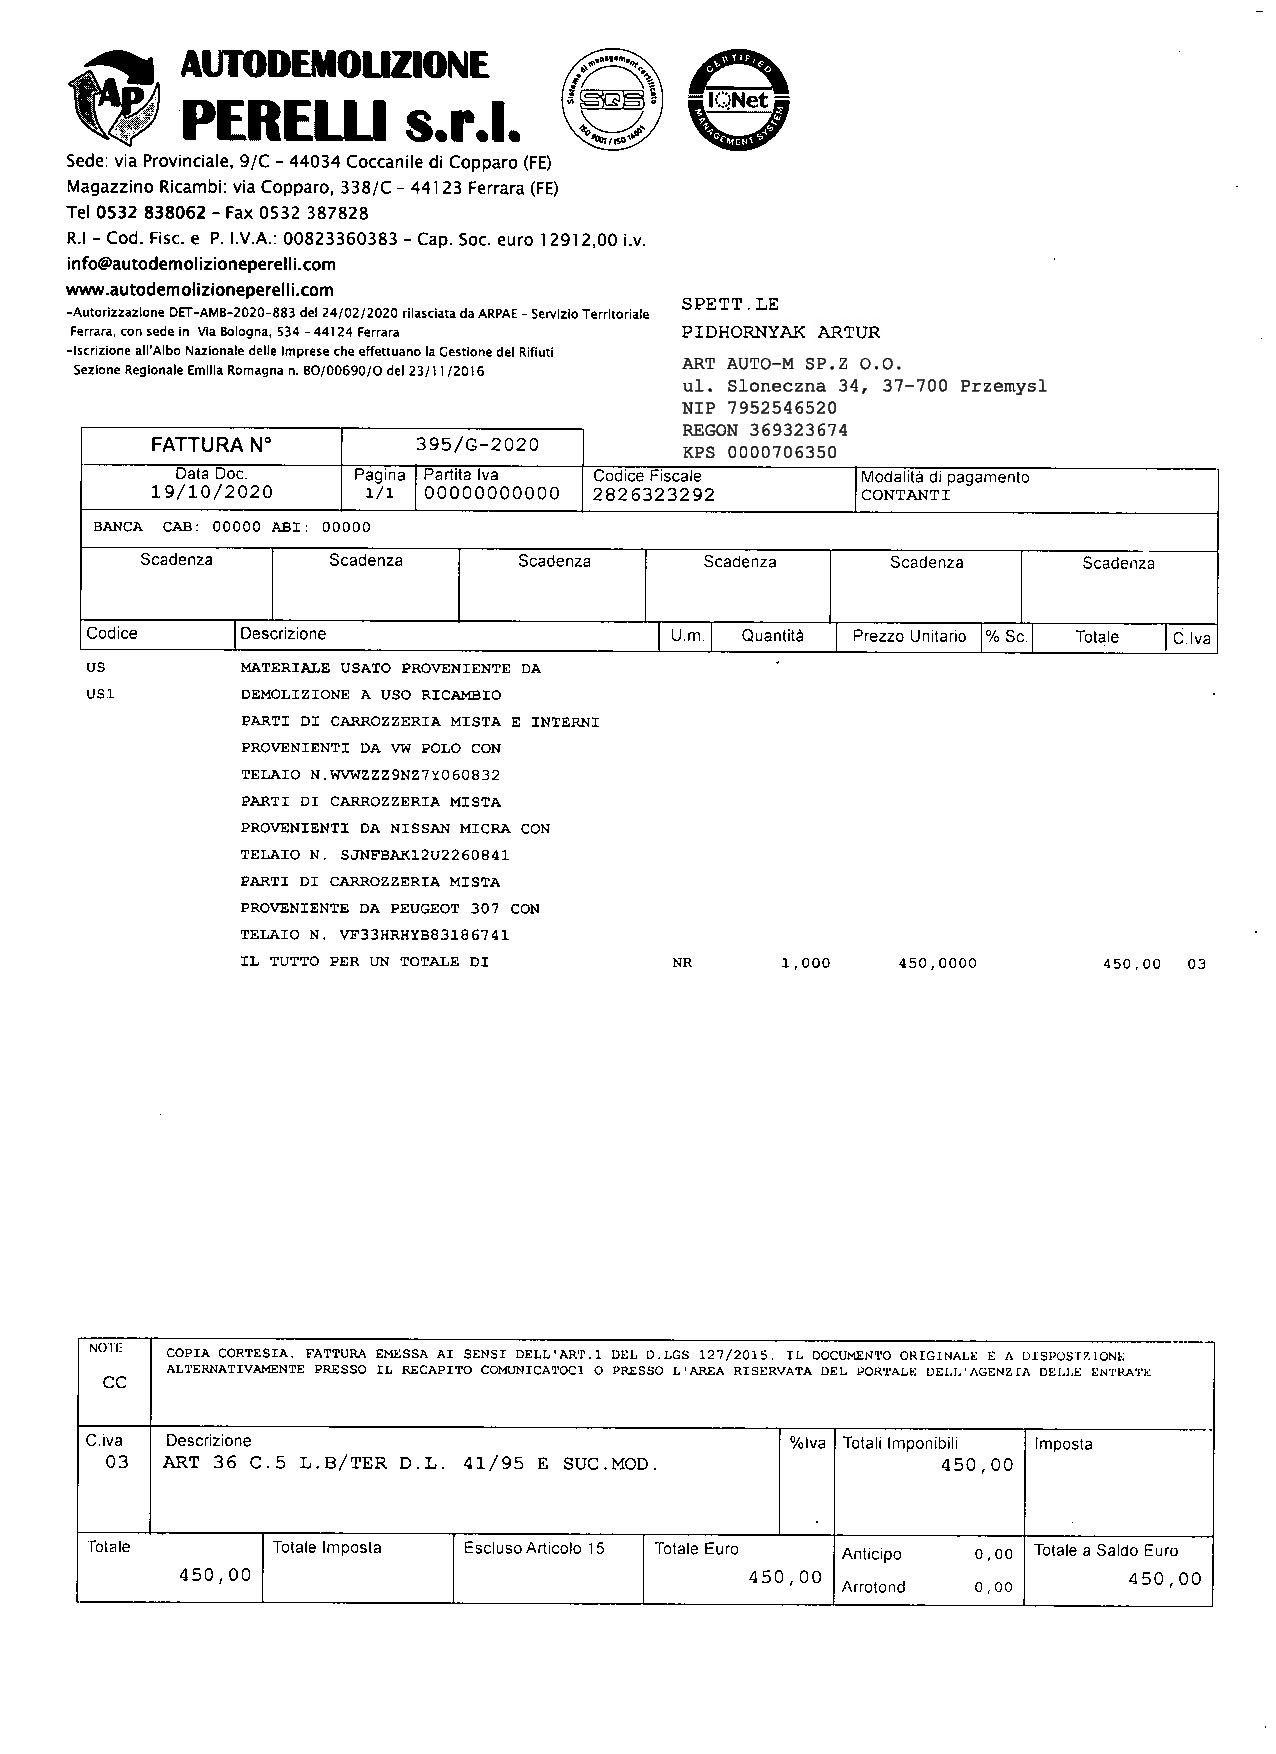 AUTODEMOLIZIONE
PERELLI s.r.l.
AP
Sistema di management certificato
SQS
ISO 9001 / ISO 14001
CERTIFIED
IQNet
MANAGEMENT SYSTEM
Sede: via Provinciale, 9/C – 44034 Coccanile di Copparo (FE)
Magazzino Ricambi: via Copparo, 338/C – 44123 Ferrara (FE)
Tel 0532 838062 – Fax 0532 387828
R.I – Cod. Fisc. e P. I.V.A.: 00823360383 – Cap. Soc. euro 12912,00 i.v.
info@autodemolizioneperelli.com
www.autodemolizioneperelli.com
-Autorizzazione DET-AMB-2020-883 del 24/02/2020 rilasciata da ARPAE – Servizio Territoriale
Ferrara, con sede in Via Bologna, 534 – 44124 Ferrara
-Iscrizione all'Albo Nazionale delle Imprese che effettuano la Gestione dei Rifiuti
Sezione Regionale Emilia Romagna n. BO/00690/O del 23/11/2016
SPETT.LE
PIDHORNYAK ARTUR
ART AUTO-M SP.Z O.O.
ul. Sloneczna 34, 37-700 Przemysl
NIP 7952546520
REGON 369323674
KPS 0000706350
FATTURA N° 395/G-2020
Data Doc. Pagina Partita Iva Codice Fiscale Modalità di pagamento
19/10/2020 1/1 00000000000 2826323292 CONTANTI
BANCA CAB: 00000 ABI: 00000
Scadenza Scadenza Scadenza Scadenza Scadenza Scadenza
Codice Descrizione U.m. Quantità Prezzo Unitario % Sc. Totale C.Iva
US MATERIALE USATO PROVENIENTE DA
US1 DEMOLIZIONE A USO RICAMBIO
PARTI DI CARROZZERIA MISTA E INTERNI
PROVENIENTI DA VW POLO CON
TELAIO N.WVWZZZ9NZ7Y060832
PARTI DI CARROZZERIA MISTA
PROVENIENTI DA NISSAN MICRA CON
TELAIO N. SJNFBAK12U2260841
PARTI DI CARROZZERIA MISTA
PROVENIENTE DA PEUGEOT 307 CON
TELAIO N. VF33HRHYB83186741
IL TUTTO PER UN TOTALE DI NR 1,000 450,0000 450,00 03
NOTE
COPIA CORTESIA. FATTURA EMESSA AI SENSI DELL'ART.1 DEL D.LGS 127/2015. IL DOCUMENTO ORIGINALE E A DISPOSIZIONE
ALTERNATIVAMENTE PRESSO IL RECAPITO COMUNICATOCI O PRESSO L'AREA RISERVATA DEL PORTALE DELL'AGENZIA DELLE ENTRATE
CC
C.iva Descrizione %Iva Totali Imponibili Imposta
03 ART 36 C.5 L.B/TER D.L. 41/95 E SUC.MOD. 450,00
Totale Totale Imposta Escluso Articolo 15 Totale Euro Anticipo 0,00 Totale a Saldo Euro
450,00 450,00 Arrotond 0,00 450,00